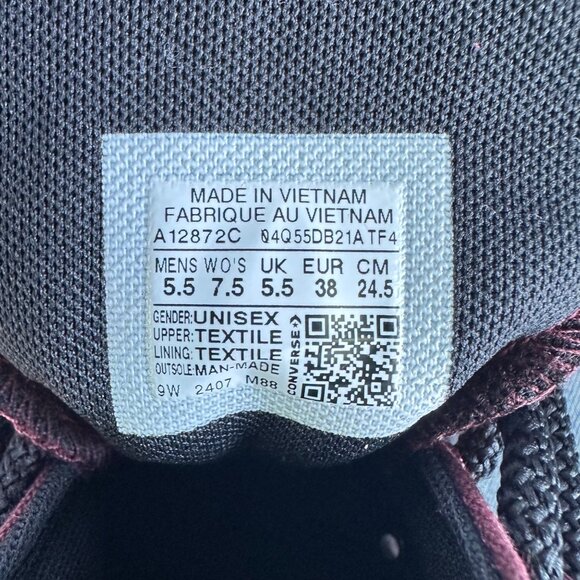 MADE IN VIETNAM
FABRIQUE AU VIETNAM
A12872C 04Q55DB21A TF4
MENS WO'S UK EUR CM
5.5 7.5 5.5 38 24.5
GENDER: UNISEX
UPPER: TEXTILE
LINING: TEXTILE
OUTSOLE: MAN-MADE
9W 2407 M88
CONVERSE